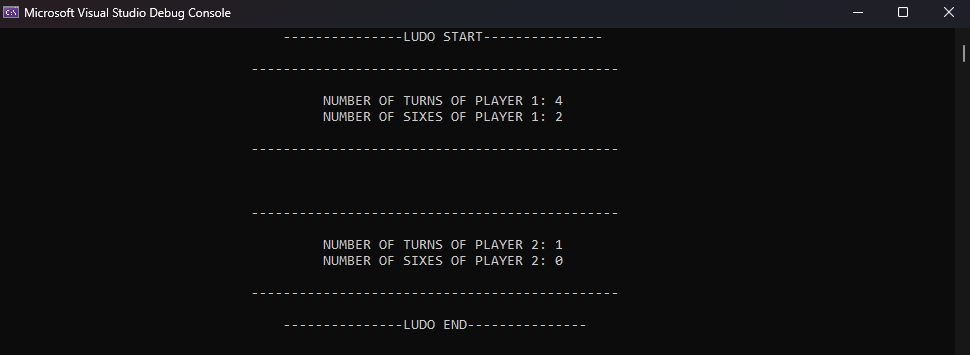 Microsoft Visual Studio Debug Console
---------------LUDO START---------------
----------------------------------------------
NUMBER OF TURNS OF PLAYER 1: 4
NUMBER OF SIXES OF PLAYER 1: 2
----------------------------------------------
----------------------------------------------
NUMBER OF TURNS OF PLAYER 2: 1
NUMBER OF SIXES OF PLAYER 2: 0
----------------------------------------------
---------------LUDO END---------------